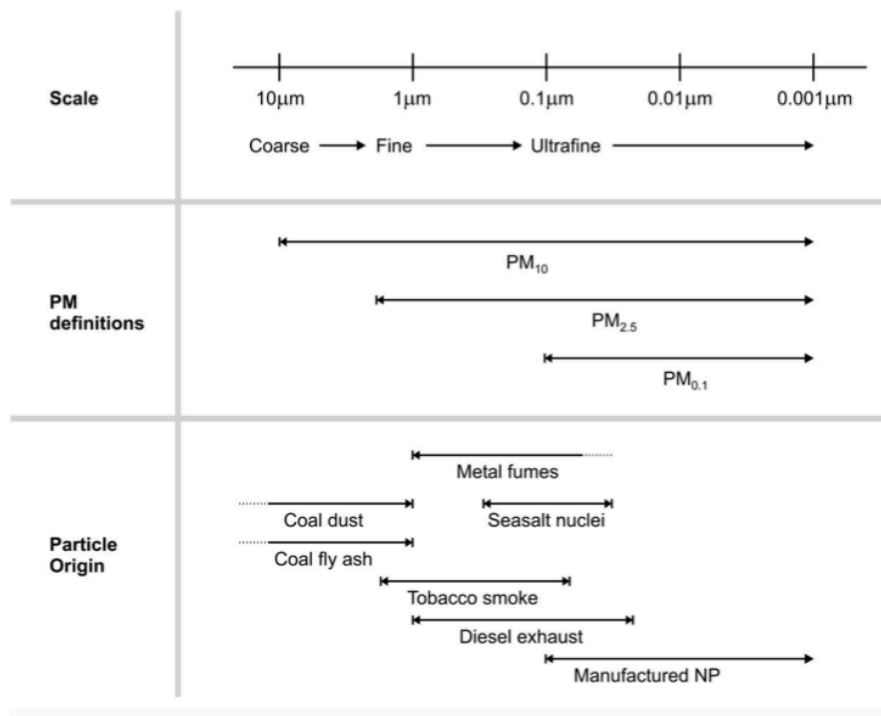 Scale
10μm 1μm 0.1μm 0.01μm 0.001μm
Coarse Fine Ultrafine
PM
definitions
PM₁₀
PM₂.₅
PM₀.₁
Particle
Origin
Metal fumes
Coal dust Seasalt nuclei
Coal fly ash
Tobacco smoke
Diesel exhaust
Manufactured NP